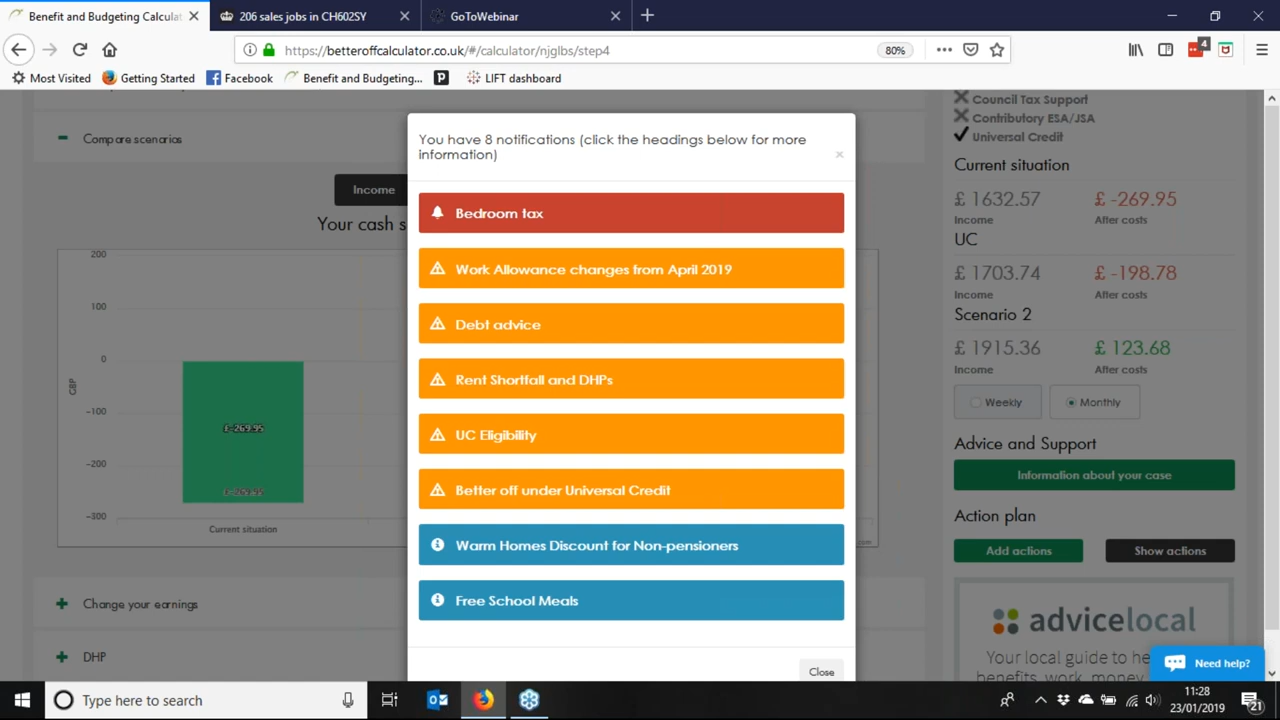 Benefit and Budgeting Calcula
206 sales jobs in CH602SY
GoToWebinar
https://betteroffcalculator.co.uk/#/calculator/njglbs/step4
80%
4
Most Visited
Getting Started
Facebook
Benefit and Budgeting...
LIFT dashboard
Compare scenarios
Income
Your cash s
200
100
0
-100
-200
-300
GBP
£-269.95
£-269.95
Current situation
.com
Change your earnings
DHP
You have 8 notifications (click the headings below for more
information)
×
Bedroom tax
Work Allowance changes from April 2019
Debt advice
Rent Shortfall and DHPs
UC Eligibility
Better off under Universal Credit
Warm Homes Discount for Non-pensioners
Free School Meals
Close
Council Tax Support
Contributory ESA/JSA
Universal Credit
Current situation
£ 1632.57 £ -269.95
Income After costs
UC
£ 1703.74 £ -198.78
Income After costs
Scenario 2
£ 1915.36 £ 123.68
Income After costs
Weekly Monthly
Advice and Support
Information about your case
Action plan
Add actions Show actions
advicelocal
Your local guide to he
benefits, work, money
Need help?
Type here to search
11:28
23/01/2019
21